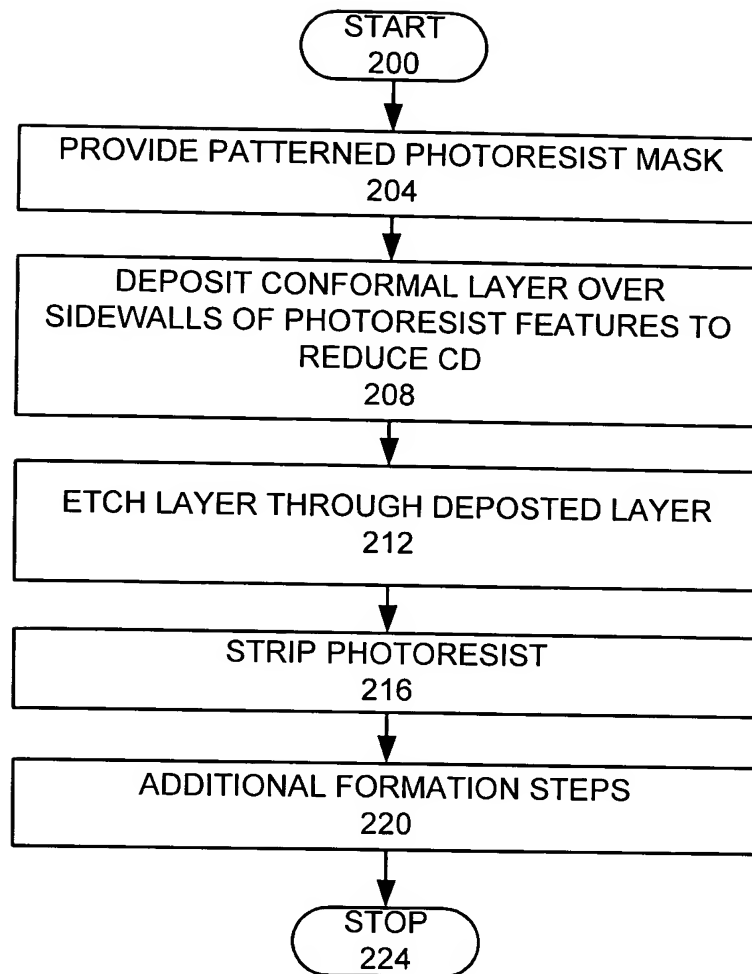 START
200
PROVIDE PATTERNED PHOTORESIST MASK
204
DEPOSIT CONFORMAL LAYER OVER
SIDEWALLS OF PHOTORESIST FEATURES TO
REDUCE CD
208
ETCH LAYER THROUGH DEPOSTED LAYER
212
STRIP PHOTORESIST
216
ADDITIONAL FORMATION STEPS
220
STOP
224